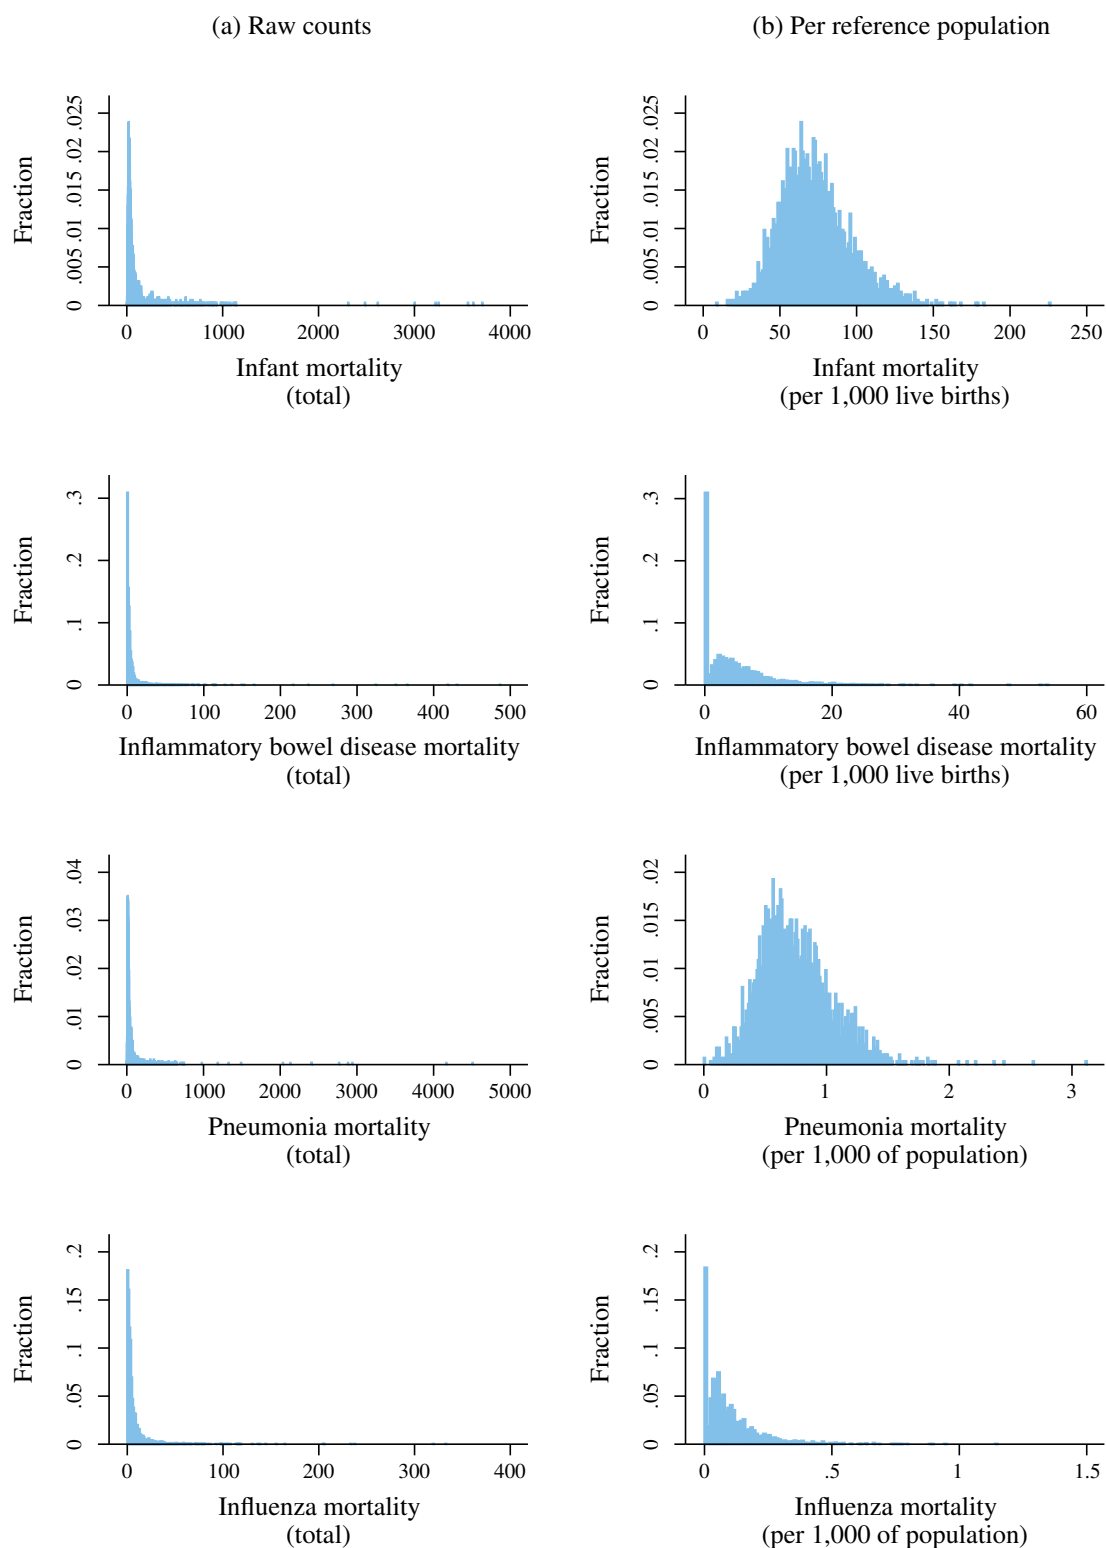 (a) Raw counts
(b) Per reference population
Fraction
0 .005 .01 .015 .02 .025
0 1000 2000 3000 4000
Infant mortality
(total)
Fraction
0 .005 .01 .015 .02 .025
0 50 100 150 200 250
Infant mortality
(per 1,000 live births)
Fraction
0 .1 .2 .3
0 100 200 300 400 500
Inflammatory bowel disease mortality
(total)
Fraction
0 .1 .2 .3
0 20 40 60
Inflammatory bowel disease mortality
(per 1,000 live births)
Fraction
0 .01 .02 .03 .04
0 1000 2000 3000 4000 5000
Pneumonia mortality
(total)
Fraction
0 .005 .01 .015 .02
0 1 2 3
Pneumonia mortality
(per 1,000 of population)
Fraction
0 .05 .1 .15 .2
0 100 200 300 400
Influenza mortality
(total)
Fraction
0 .05 .1 .15 .2
0 .5 1 1.5
Influenza mortality
(per 1,000 of population)